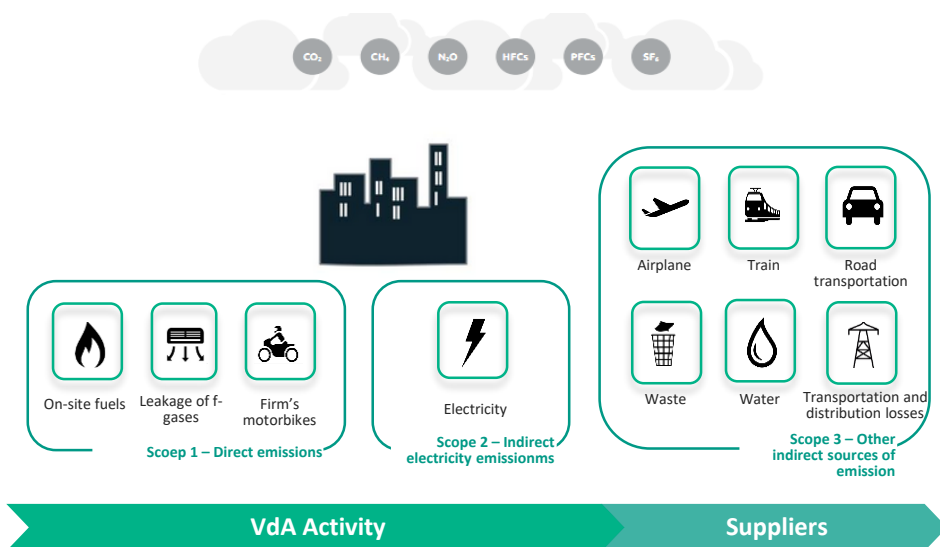 CO₂ CH₄ N₂O HFCs PFCs SF₆
Airplane
Train
Road
transportation
On-site fuels
Leakage of f-
gases
Firm's
motorbikes
Electricity
Waste
Water
Transportation and
distribution losses
Scoep 1 – Direct emissions
Scope 2 – Indirect
electricity emissionms
Scope 3 – Other
indirect sources of
emission
VdA Activity
Suppliers